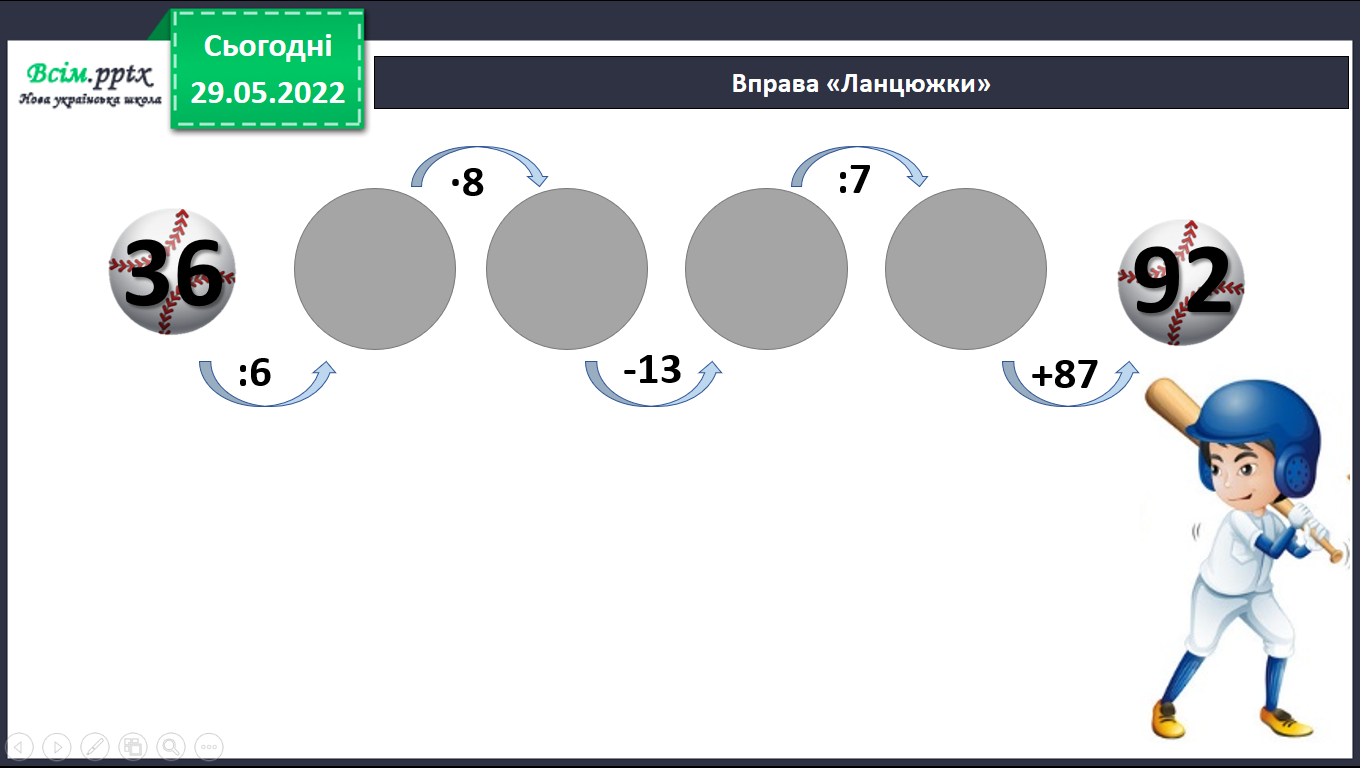 Всім.pptx
Нова українська школа
Сьогодні
29.05.2022
Вправа «Ланцюжки»
·8
:7
36
92
:6
-13
+87